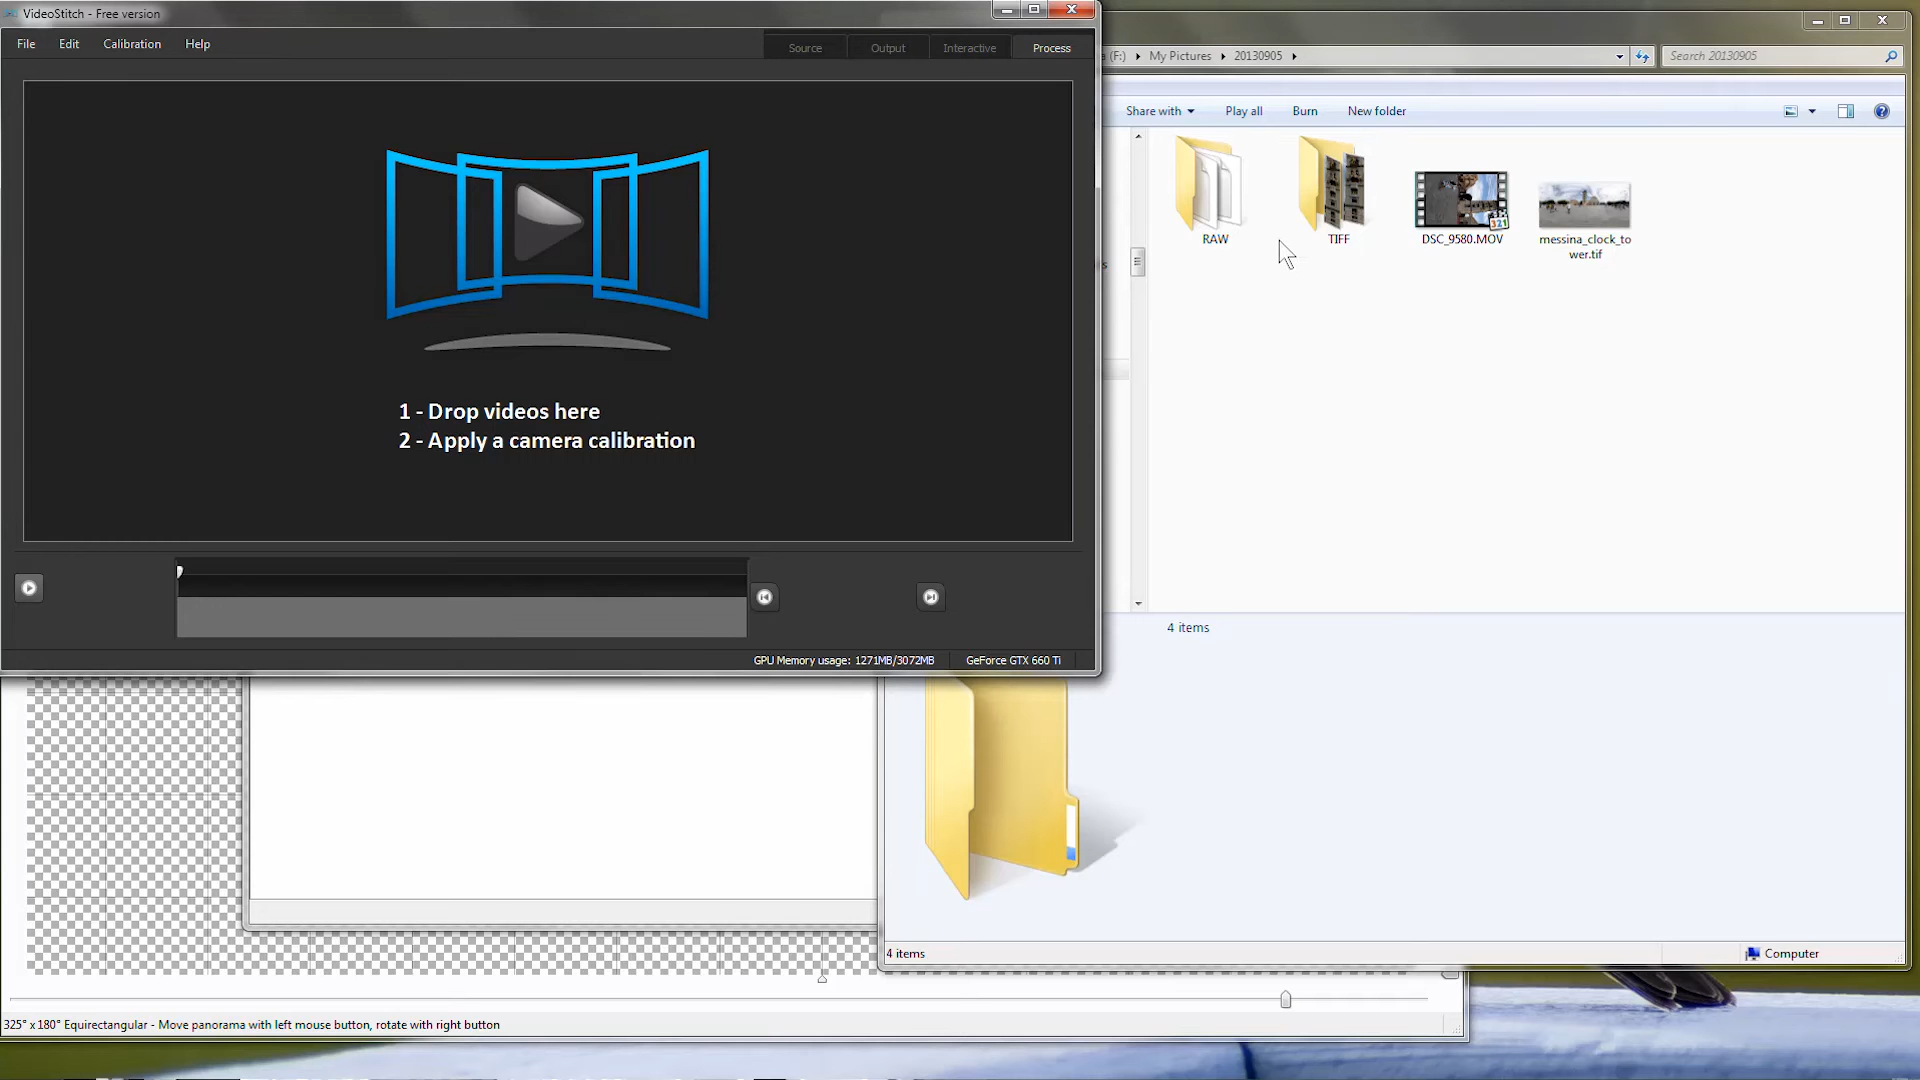 VideoStitch - Free version
File Edit Calibration Help
Source Output Interactive Process
(F:) My Pictures 20130905
Search 20130905
Share with Play all Burn New folder
RAW
TIFF
DSC_9580.MOV
messina_clock_to
wer.tif
1 - Drop videos here
2 - Apply a camera calibration
4 items
GPU Memory usage: 1271MB/3072MB GeForce GTX 660 Ti
4 items
Computer
325° x 180° Equirectangular - Move panorama with left mouse button, rotate with right button